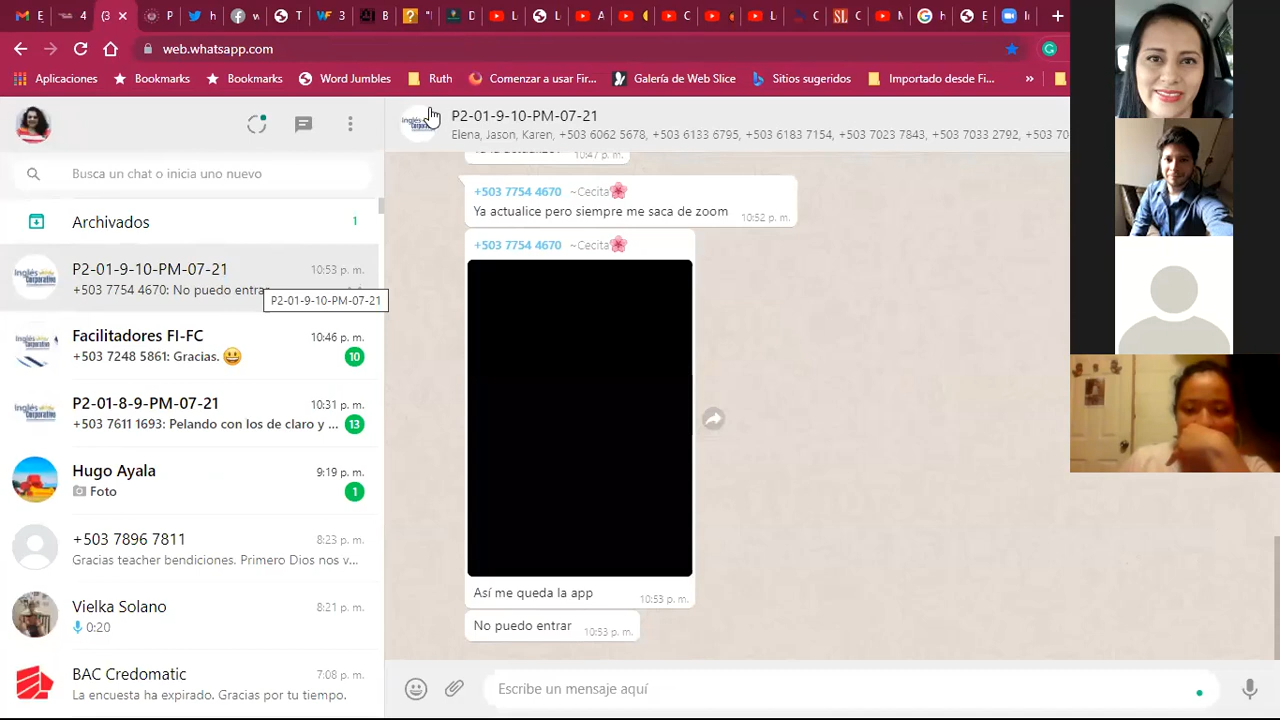 4
(3
P
h
w
T
WF 3
B
"
D
L
L
A
(
(
L
C
SL C
M
h
E
I
web.whatsapp.com
Aplicaciones
Bookmarks
Bookmarks
Word Jumbles
Ruth
Comenzar a usar Fir...
Galería de Web Slice
Sitios sugeridos
Importado desde Fi...
»
P2-01-9-10-PM-07-21
Elena, Jason, Karen, +503 6062 5678, +503 6133 6795, +503 6183 7154, +503 7023 7843, +503 7033 2792, +503 70
Busca un chat o inicia uno nuevo
Archivados
1
P2-01-9-10-PM-07-21
10:53 p. m.
+503 7754 4670: No puedo entrar
P2-01-9-10-PM-07-21
Facilitadores FI-FC
10:46 p. m.
+503 7248 5861: Gracias. 😀
10
P2-01-8-9-PM-07-21
10:31 p. m.
+503 7611 1693: Pelando con los de claro y ...
13
Hugo Ayala
9:19 p. m.
Foto
1
+503 7896 7811
8:23 p. m.
Gracias teacher bendiciones. Primero Dios nos v...
Vielka Solano
8:21 p. m.
0:20
BAC Credomatic
7:08 p. m.
La encuesta ha expirado. Gracias por tu tiempo.
10:47 p. m.
+503 7754 4670 ~Cecita🌸
Ya actualice pero siempre me saca de zoom
10:52 p. m.
+503 7754 4670 ~Cecita🌸
Así me queda la app
10:53 p. m.
No puedo entrar
10:53 p. m.
Escribe un mensaje aquí